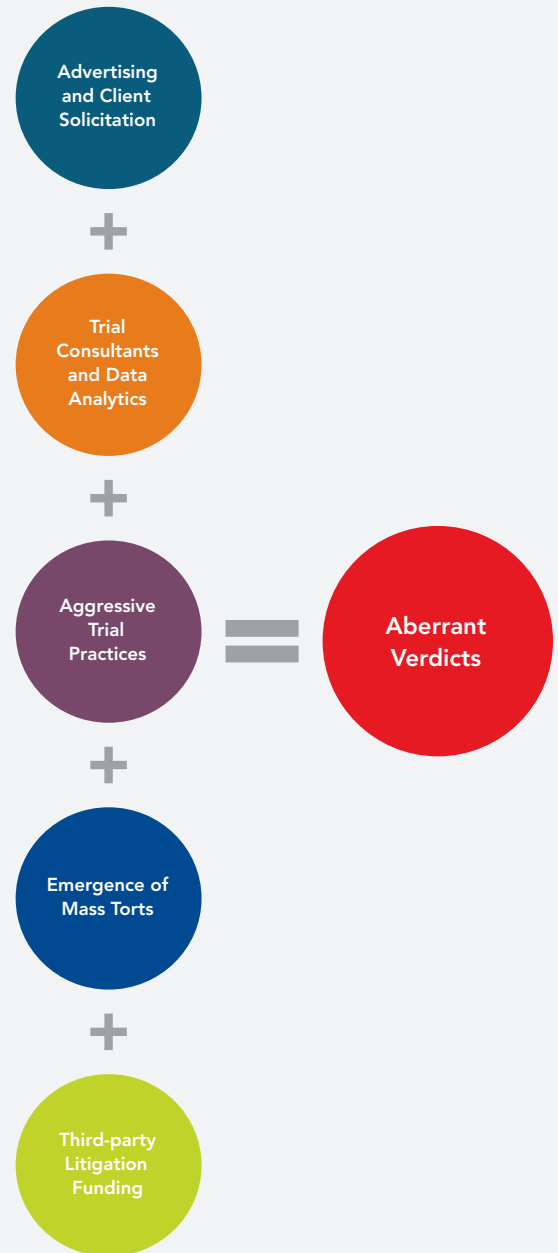 Advertising
and Client
Solicitation
+
Trial
Consultants
and Data
Analytics
+
Aggressive
Trial
Practices
=
Aberrant
Verdicts
+
Emergence of
Mass Torts
+
Third-party
Litigation
Funding